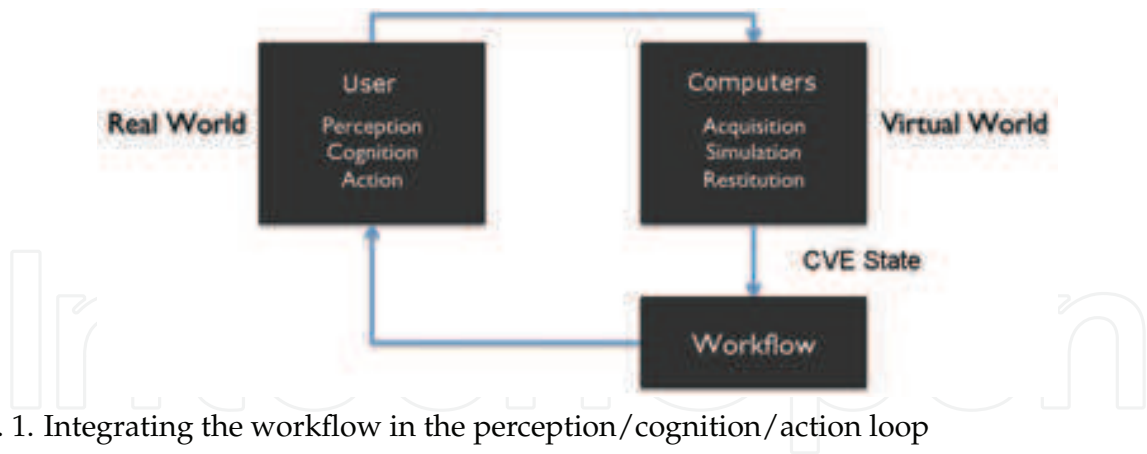 User
Perception
Cognition
Action
Real World
Computers
Acquisition
Simulation
Restitution
Virtual World
CVE State
Workflow
. 1. Integrating the workflow in the perception/cognition/action loop